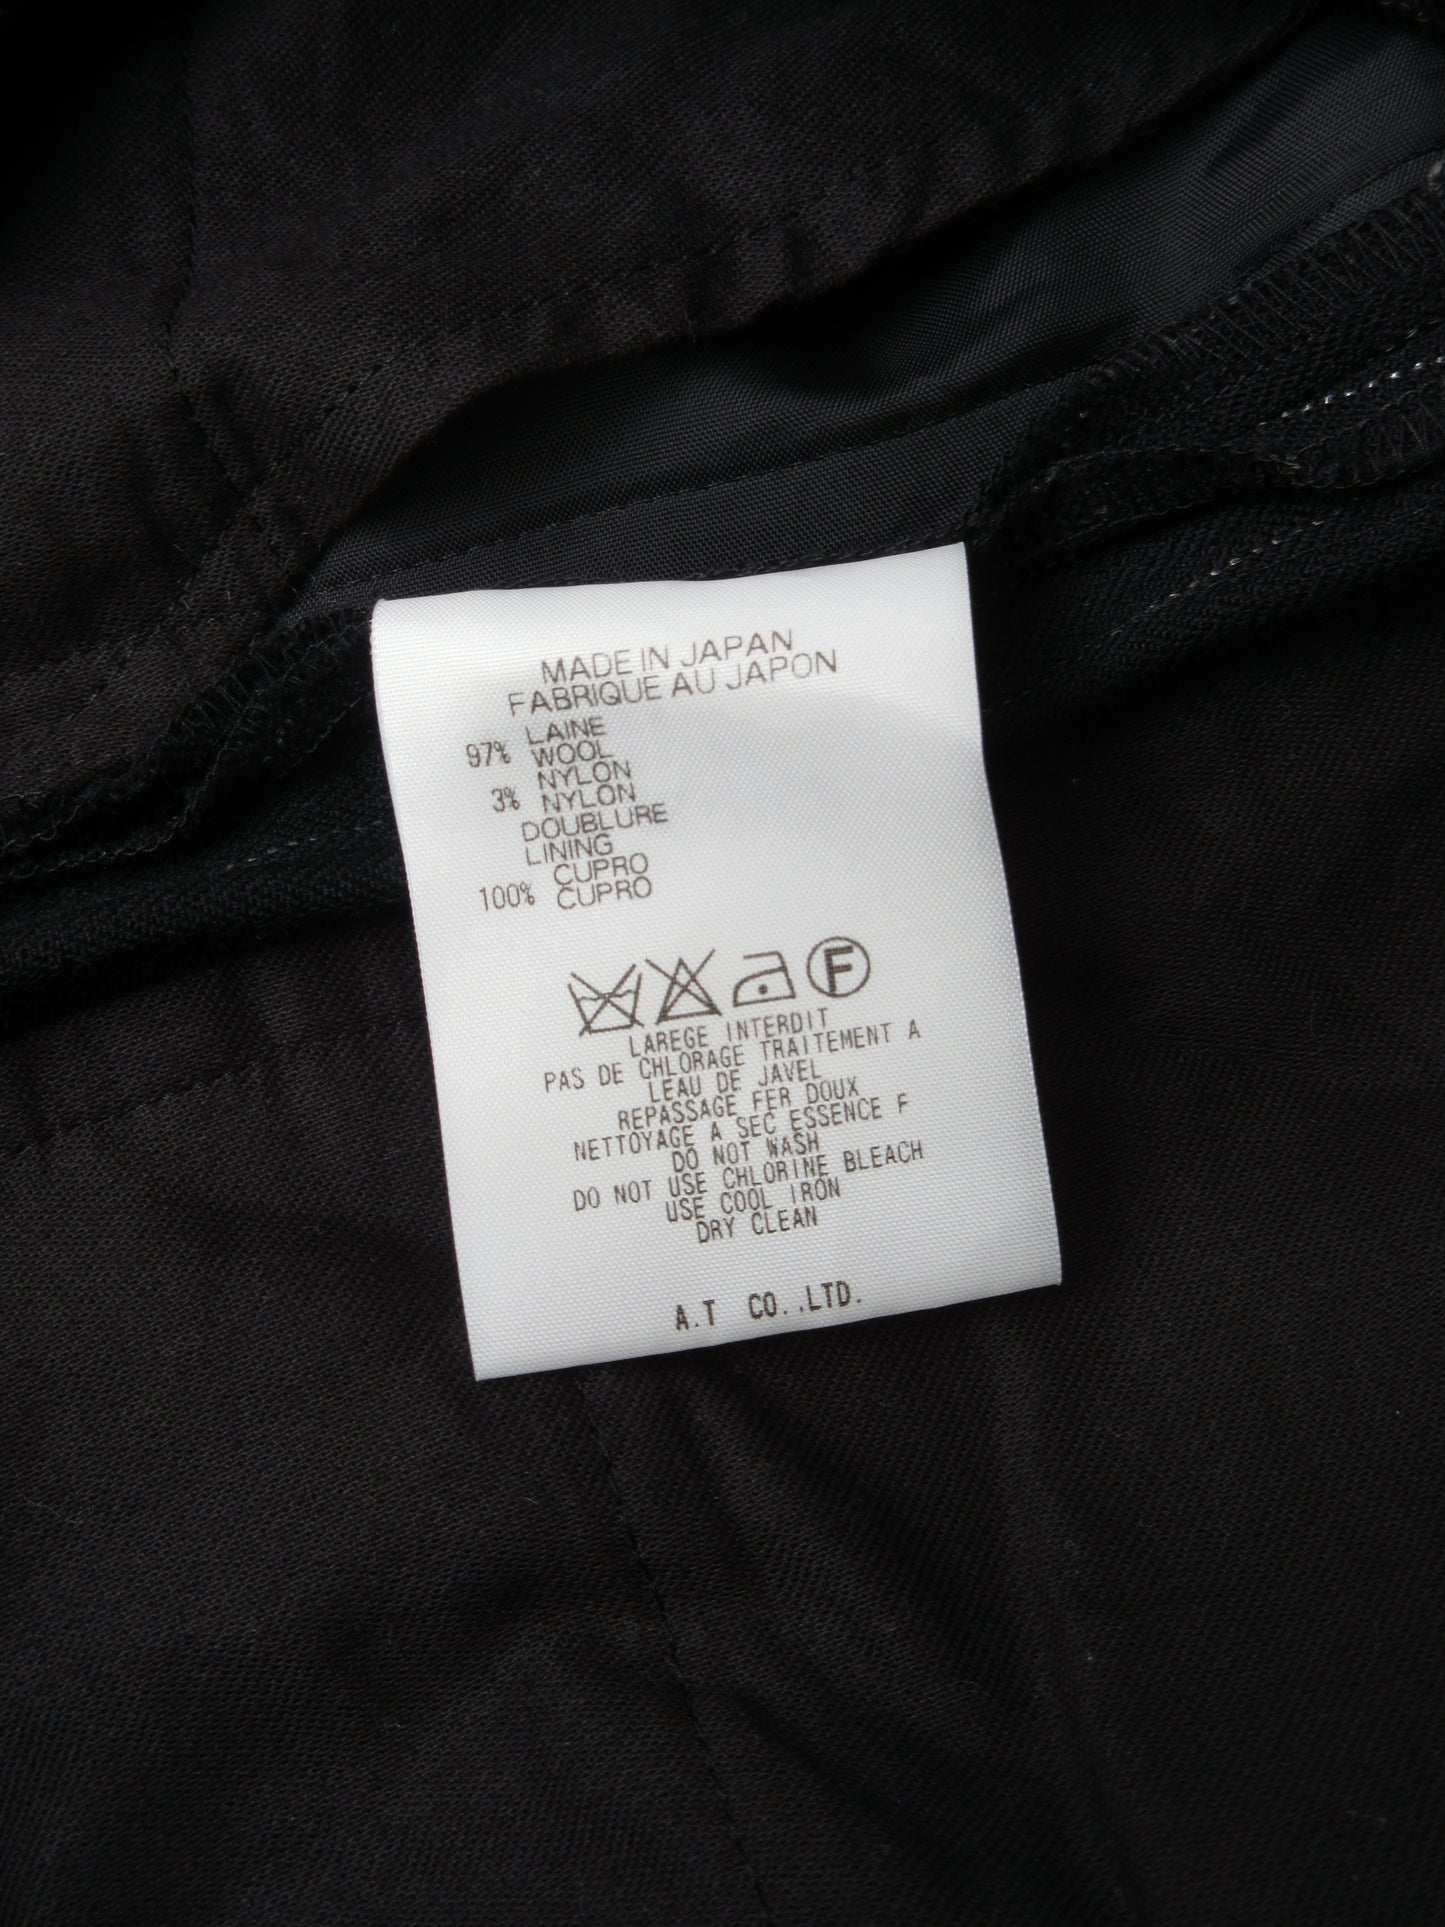 MADE IN JAPAN
FABRIQUE AU JAPON
LAINE
97% WOOL
NYLON
3% NYLON
DOUBLURE
LINING
CUPRO
100% CUPRO
F
LAREGE INTERDIT
PAS DE CHLORAGE TRAITEMENT A
LEAU DE JAVEL
REPASSAGE FER DOUX
NETTOYAGE A SEC ESSENCE F
DO NOT WASH
DO NOT USE CHLORINE BLEACH
USE COOL IRON
DRY CLEAN
A.T CO.,LTD.